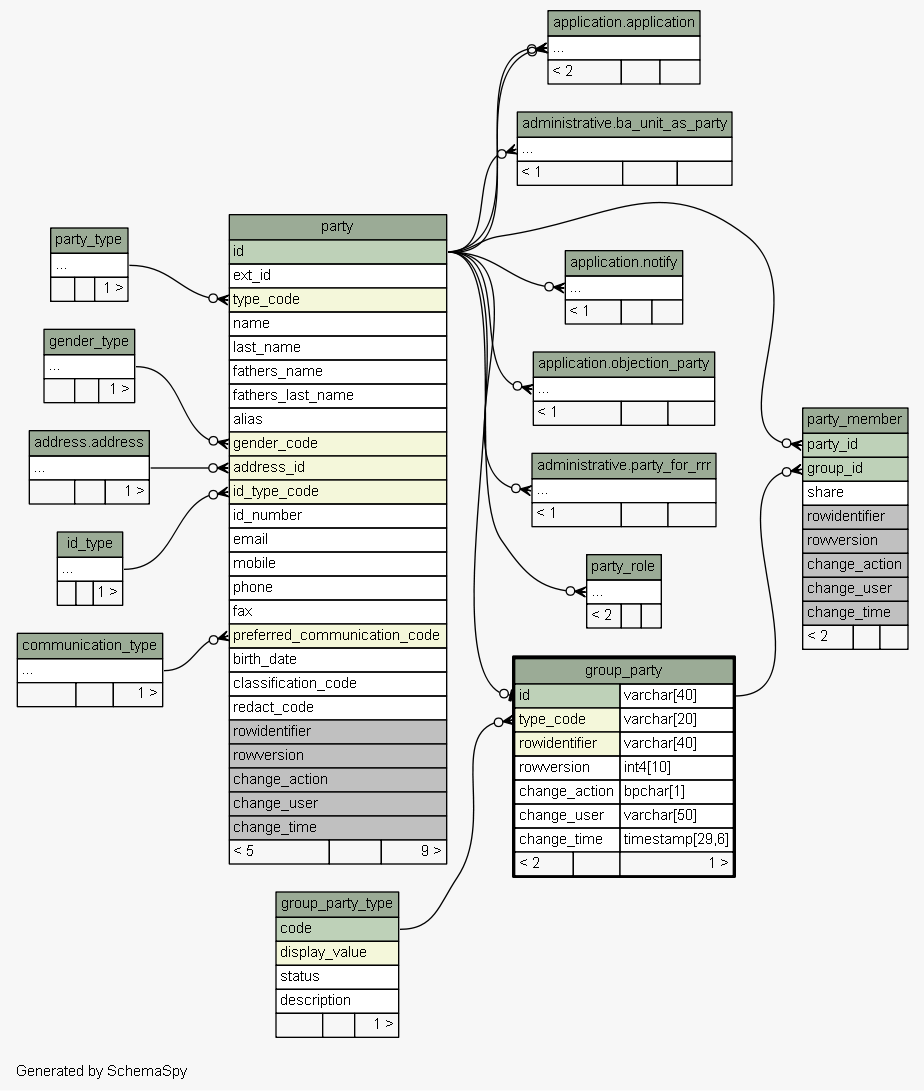 application.application
...
< 2
administrative.ba_unit_as_party
...
< 1
party_type
...
1 >
gender_type
...
1 >
address.address
...
1 >
id_type
...
1 >
communication_type
...
1 >
party
id
ext_id
type_code
name
last_name
fathers_name
fathers_last_name
alias
gender_code
address_id
id_type_code
id_number
email
mobile
phone
fax
preferred_communication_code
birth_date
classification_code
redact_code
rowidentifier
rowversion
change_action
change_user
change_time
< 5 9 >
application.notify
...
< 1
application.objection_party
...
< 1
administrative.party_for_rrr
...
< 1
party_role
...
< 2
party_member
party_id
group_id
share
rowidentifier
rowversion
change_action
change_user
change_time
< 2
group_party
id varchar[40]
type_code varchar[20]
rowidentifier varchar[40]
rowversion int4[10]
change_action bpchar[1]
change_user varchar[50]
change_time timestamp[29,6]
< 2 1 >
group_party_type
code
display_value
status
description
1 >
Generated by SchemaSpy